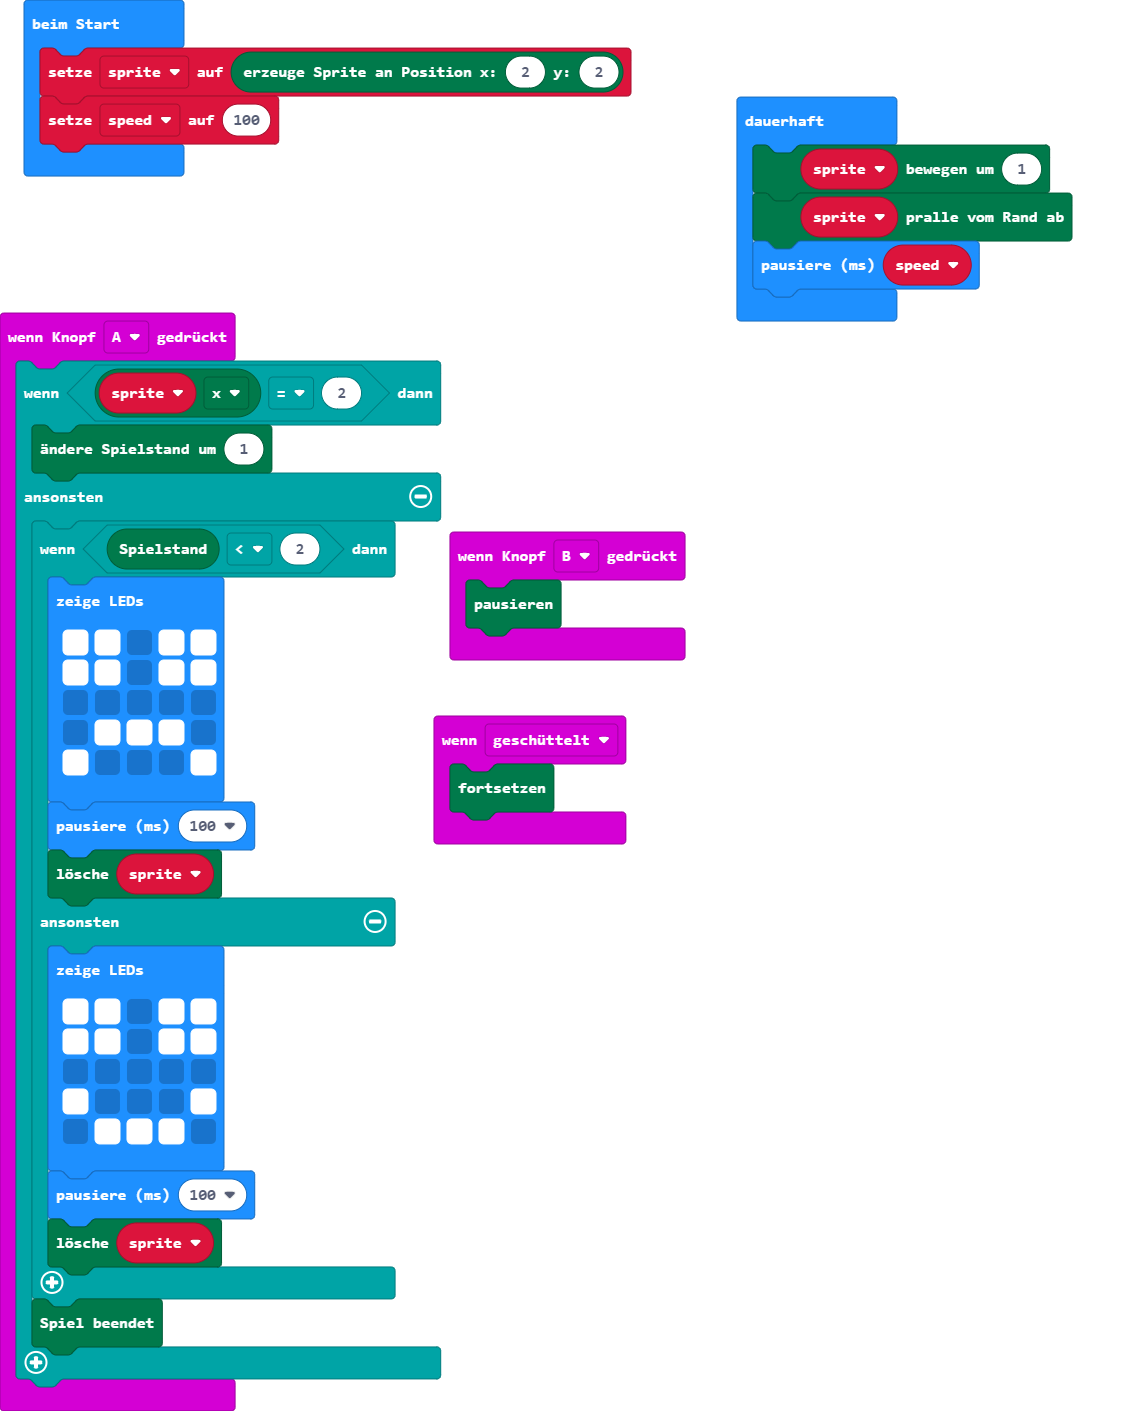 beim Start
setze sprite auf erzeuge Sprite an Position x: 2 y: 2
setze speed auf 100
dauerhaft
sprite bewegen um 1
sprite pralle vom Rand ab
pausiere (ms) speed
wenn Knopf A gedrückt
wenn sprite x = 2 dann
ändere Spielstand um 1
ansonsten
wenn Spielstand < 2 dann
zeige LEDs
pausiere (ms) 100
lösche sprite
ansonsten
zeige LEDs
pausiere (ms) 100
lösche sprite
Spiel beendet
wenn Knopf B gedrückt
pausieren
wenn geschüttelt
fortsetzen